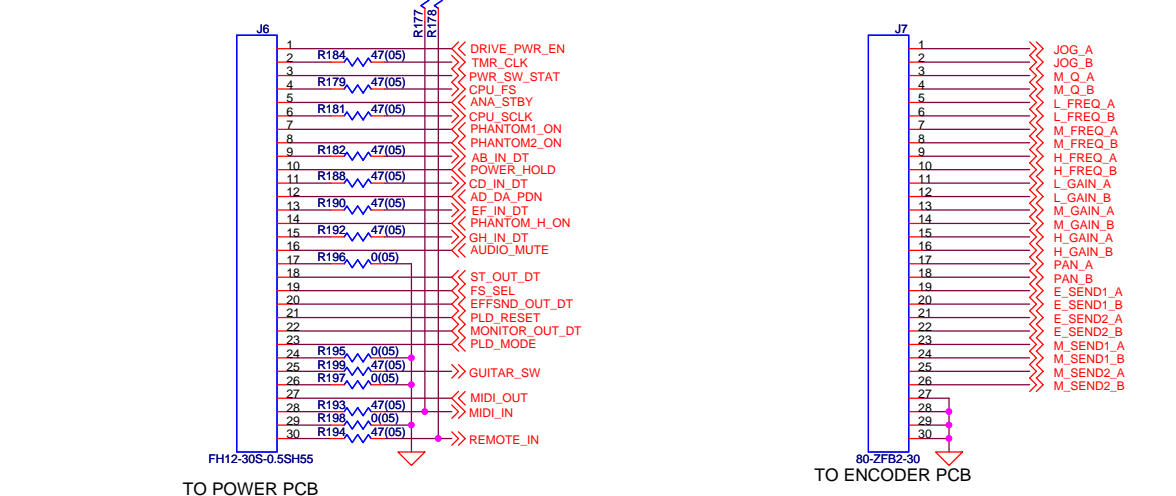 R177
R178
J6
1 DRIVE_PWR_EN
2 R184 47(05) TMR_CLK
3 PWR_SW_STAT
4 R179 47(05) CPU_FS
5 ANA_STBY
6 R181 47(05) CPU_SCLK
7 PHANTOM1_ON
8 PHANTOM2_ON
9 R182 47(05) AB_IN_DT
10 POWER_HOLD
11 R188 47(05) CD_IN_DT
12 AD_DA_PDN
13 R190 47(05) EF_IN_DT
14 PHANTOM_H_ON
15 R192 47(05) GH_IN_DT
16 AUDIO_MUTE
17 R196 0(05)
18 ST_OUT_DT
19 FS_SEL
20 EFFSND_OUT_DT
21 PLD_RESET
22 MONITOR_OUT_DT
23 PLD_MODE
24 R195 0(05)
25 R199 47(05) GUITAR_SW
26 R197 0(05)
27 MIDI_OUT
28 R193 47(05) MIDI_IN
29 R198 0(05)
30 R194 47(05) REMOTE_IN
FH12-30S-0.5SH55
TO POWER PCB
J7
1 JOG_A
2 JOG_B
3 M_Q_A
4 M_Q_B
5 L_FREQ_A
6 L_FREQ_B
7 M_FREQ_A
8 M_FREQ_B
9 H_FREQ_A
10 H_FREQ_B
11 L_GAIN_A
12 L_GAIN_B
13 M_GAIN_A
14 M_GAIN_B
15 H_GAIN_A
16 H_GAIN_B
17 PAN_A
18 PAN_B
19 E_SEND1_A
20 E_SEND1_B
21 E_SEND2_A
22 E_SEND2_B
23 M_SEND1_A
24 M_SEND1_B
25 M_SEND2_A
26 M_SEND2_B
27
28
29
30
80-ZFB2-30
TO ENCODER PCB